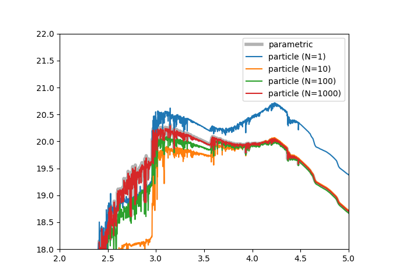 22.0
21.5
21.0
20.5
20.0
19.5
19.0
18.5
18.0
2.0 2.5 3.0 3.5 4.0 4.5 5.0
parametric
particle (N=1)
particle (N=10)
particle (N=100)
particle (N=1000)